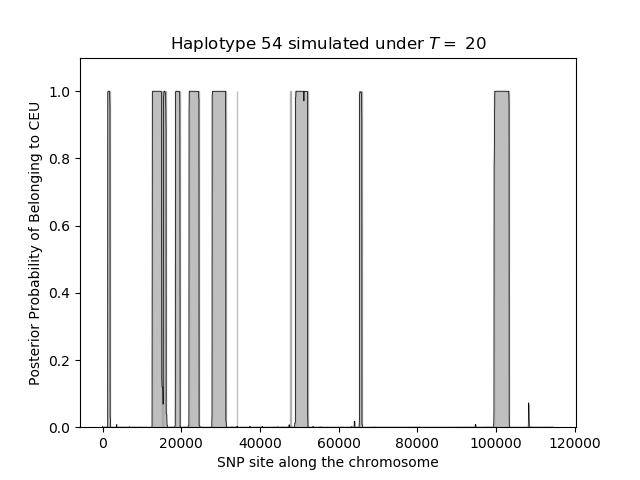 Haplotype 54 simulated under T = 20
Posterior Probability of Belonging to CEU
1.0
0.8
0.6
0.4
0.2
0.0
0 20000 40000 60000 80000 100000 120000
SNP site along the chromosome